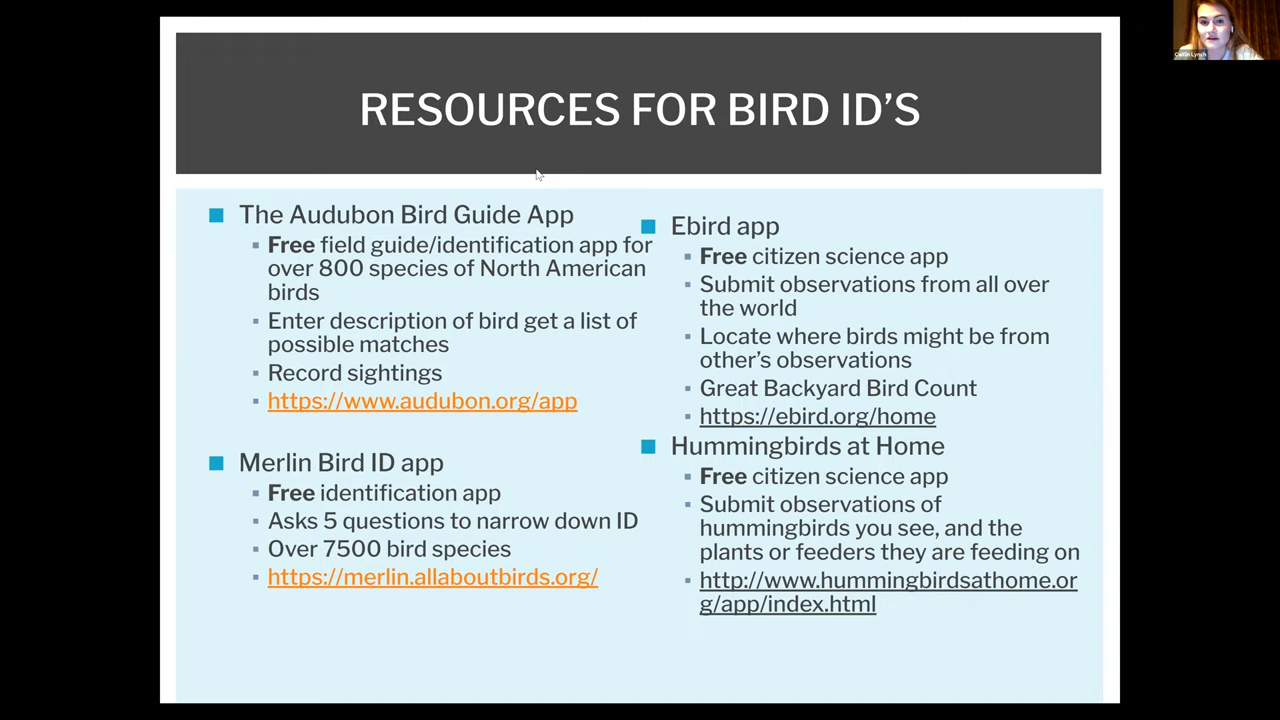 RESOURCES FOR BIRD ID'S
The Audubon Bird Guide App
Free field guide/identification app for
over 800 species of North American
birds
Enter description of bird get a list of
possible matches
Record sightings
https://www.audubon.org/app
Merlin Bird ID app
Free identification app
Asks 5 questions to narrow down ID
Over 7500 bird species
https://merlin.allaboutbirds.org/
Ebird app
Free citizen science app
Submit observations from all over
the world
Locate where birds might be from
other's observations
Great Backyard Bird Count
https://ebird.org/home
Hummingbirds at Home
Free citizen science app
Submit observations of
hummingbirds you see, and the
plants or feeders they are feeding on
http://www.hummingbirdsathome.or
g/app/index.html
Caitlin Lynch